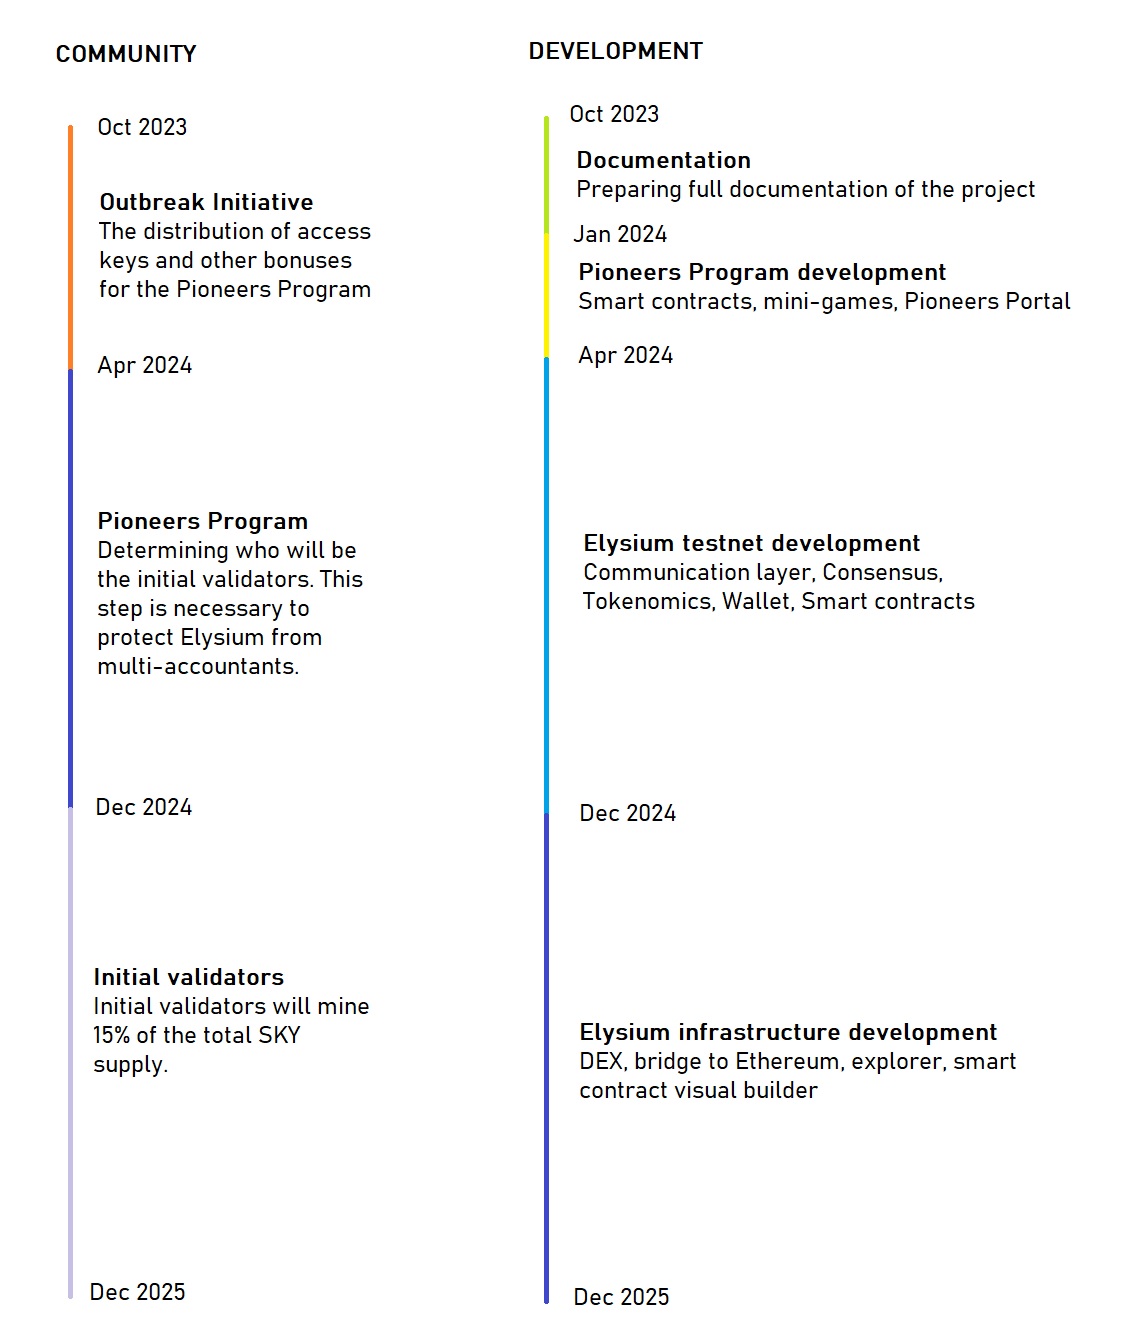 COMMUNITY
Oct 2023
Outbreak Initiative
The distribution of access
keys and other bonuses
for the Pioneers Program
Apr 2024
Pioneers Program
Determining who will be
the initial validators. This
step is necessary to
protect Elysium from
multi-accountants.
Dec 2024
Initial validators
Initial validators will mine
15% of the total SKY
supply.
Dec 2025
DEVELOPMENT
Oct 2023
Documentation
Preparing full documentation of the project
Jan 2024
Pioneers Program development
Smart contracts, mini-games, Pioneers Portal
Apr 2024
Elysium testnet development
Communication layer, Consensus,
Tokenomics, Wallet, Smart contracts
Dec 2024
Elysium infrastructure development
DEX, bridge to Ethereum, explorer, smart
contract visual builder
Dec 2025